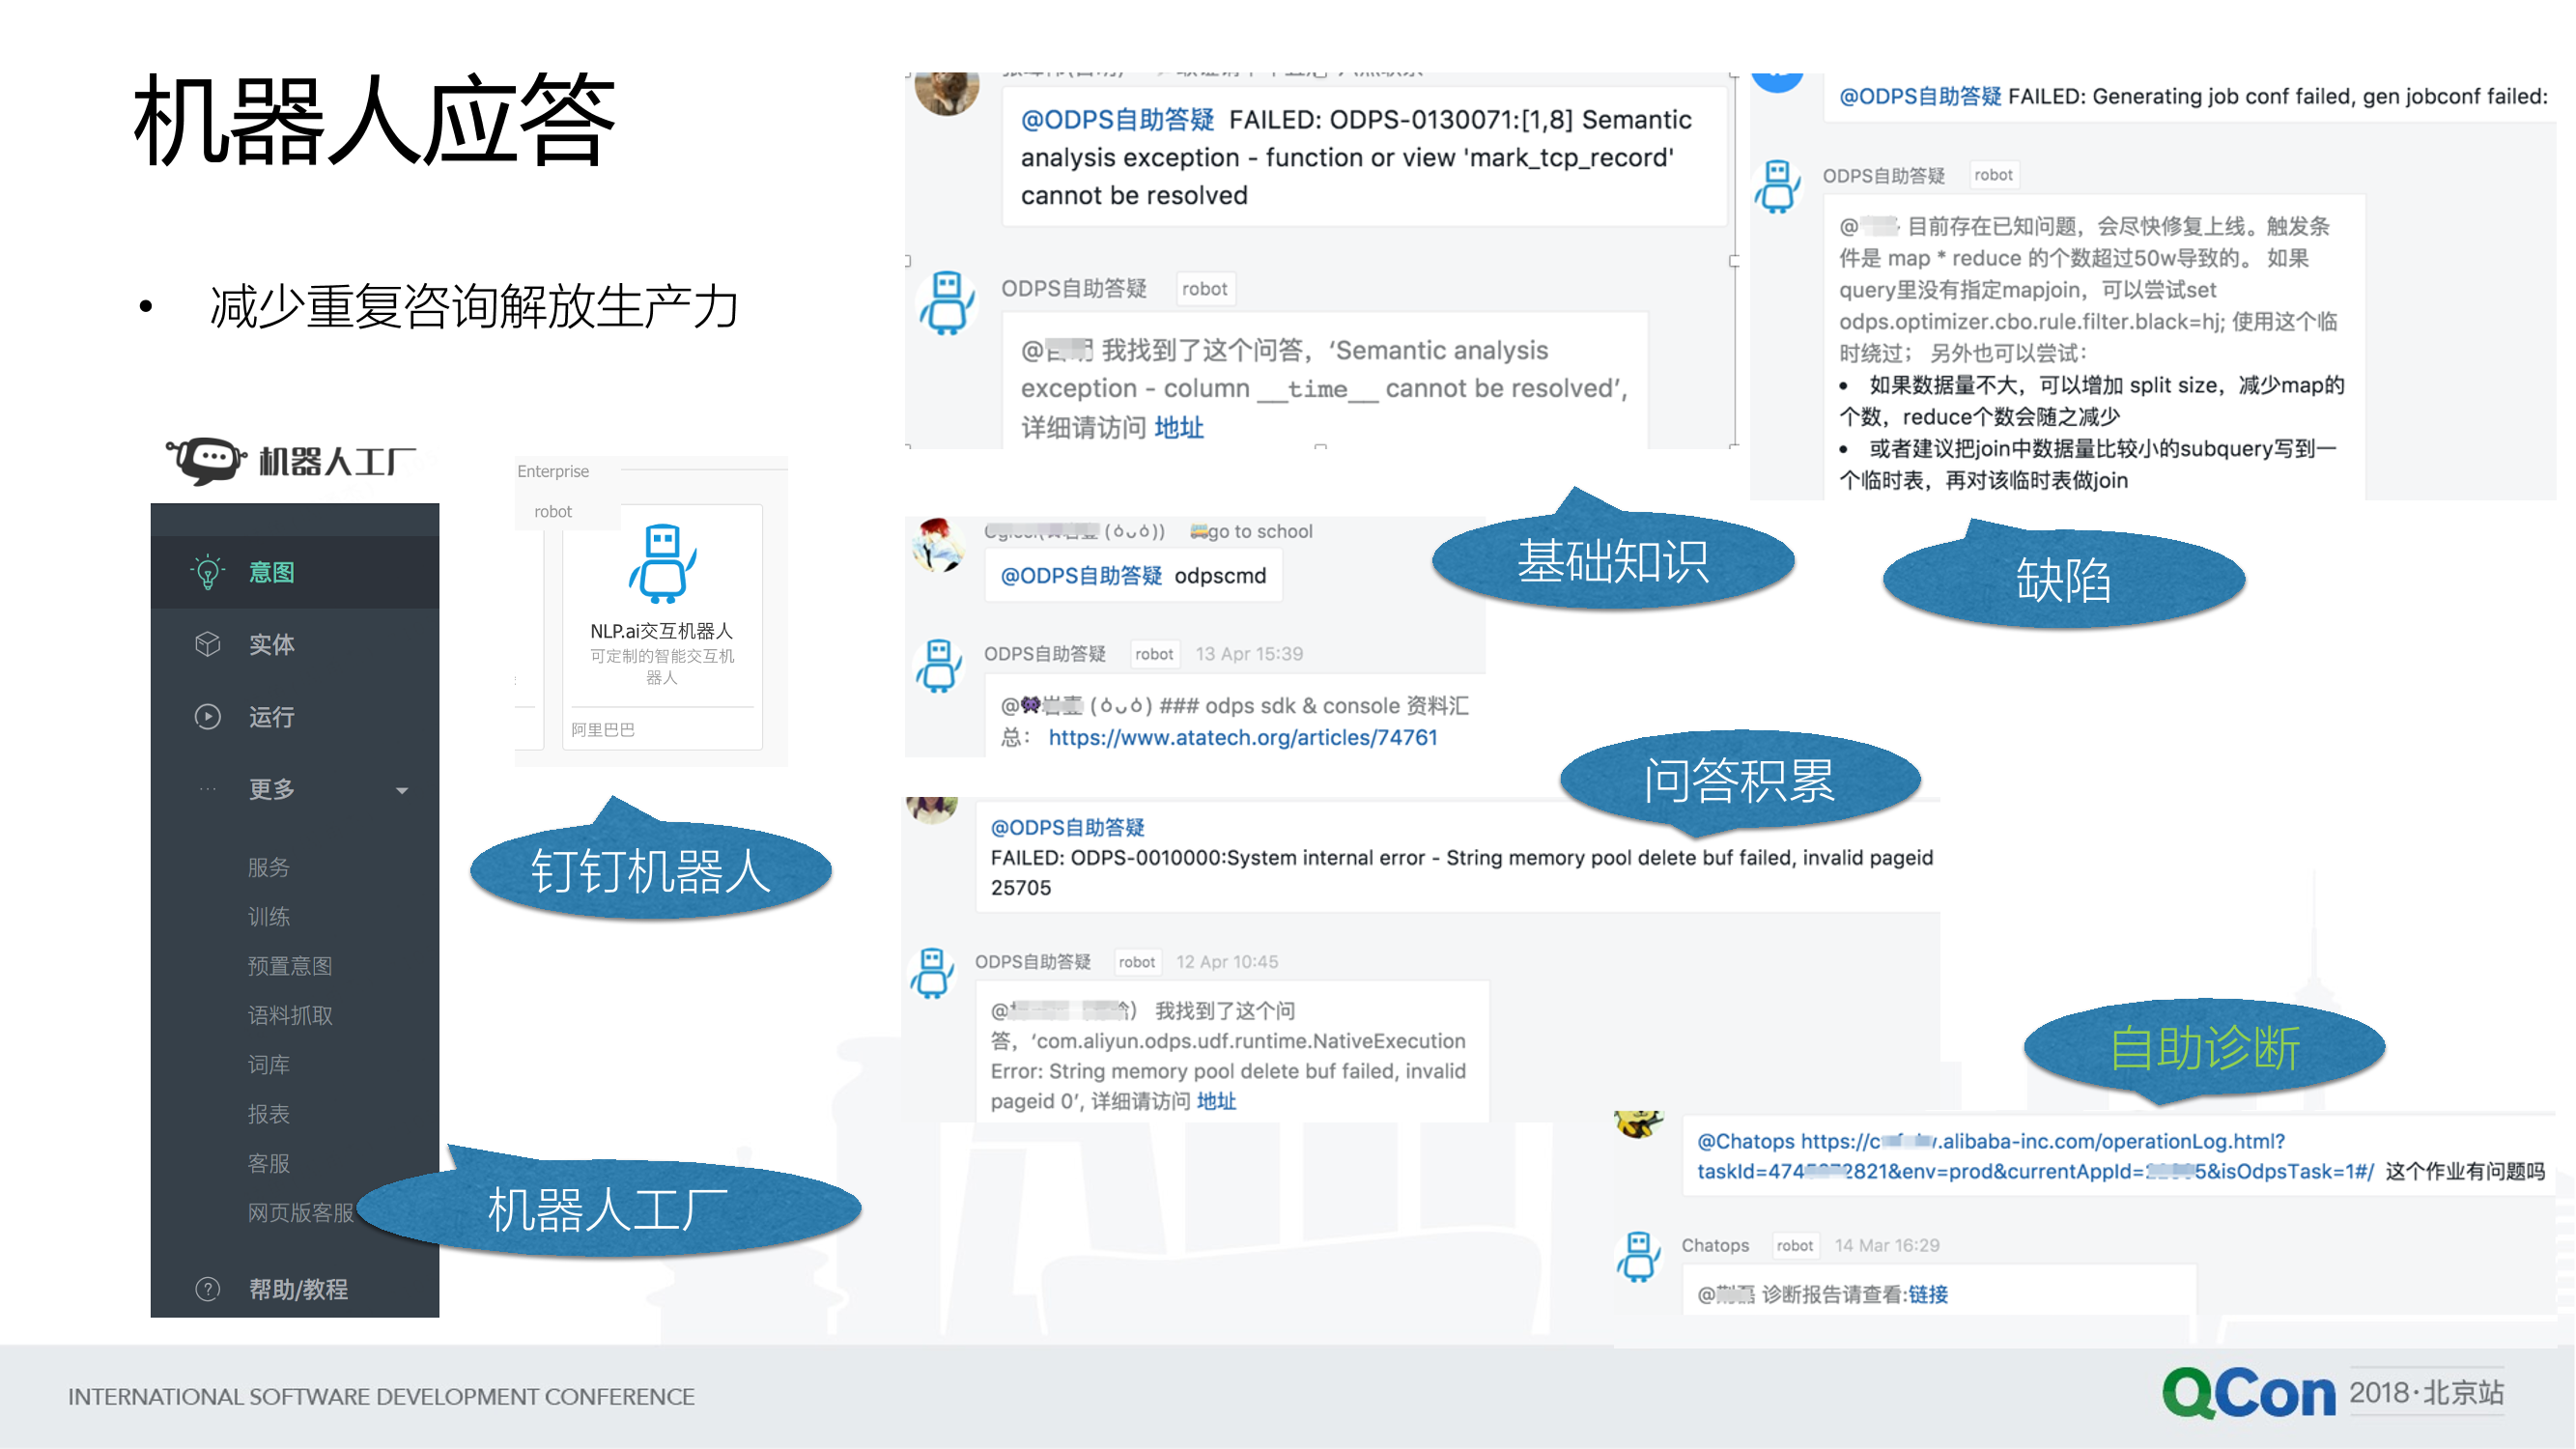 机器人应答
• 减少重复咨询解放生产力
机器人工厂
意图
实体
运行
更多
服务
训练
预置意图
语料抓取
词库
报表
客服
网页版客服
帮助/教程
机器人工厂
Enterprise
robot
NLP.ai交互机器人
可定制的智能交互机
器人
阿里巴巴
钉钉机器人
@ODPS自助答疑 FAILED: ODPS-0130071:[1,8] Semantic
analysis exception - function or view 'mark_tcp_record'
cannot be resolved
ODPS自助答疑 robot
@ 我找到了这个问答，‘Semantic analysis
exception - column __time__ cannot be resolved’,
详细请访问 地址
基础知识
@ODPS自助答疑 FAILED: Generating job conf failed, gen jobconf failed:
ODPS自助答疑 robot
@ 目前存在已知问题，会尽快修复上线。触发条
件是 map * reduce 的个数超过50w导致的。 如果
query里没有指定mapjoin，可以尝试set
odps.optimizer.cbo.rule.filter.black=hj; 使用这个临
时绕过； 另外也可以尝试：
• 如果数据量不大，可以增加 split size，减少map的
个数，reduce个数会随之减少
• 或者建议把join中数据量比较小的subquery写到一
个临时表，再对该临时表做join
缺陷
go to school
@ODPS自助答疑 odpscmd
ODPS自助答疑 robot 13 Apr 15:39
@ ### odps sdk & console 资料汇
总： https://www.atatech.org/articles/74761
问答积累
@ODPS自助答疑
FAILED: ODPS-0010000:System internal error - String memory pool delete buf failed, invalid pageid
25705
ODPS自助答疑 robot 12 Apr 10:45
@ 我找到了这个问
答，‘com.aliyun.odps.udf.runtime.NativeExecution
Error: String memory pool delete buf failed, invalid
pageid 0’, 详细请访问 地址
自助诊断
@Chatops https://c .alibaba-inc.com/operationLog.html?
taskId=474 2821&env=prod&currentAppId= 5&isOdpsTask=1#/ 这个作业有问题吗
Chatops robot 14 Mar 16:29
@ 诊断报告请查看:链接
INTERNATIONAL SOFTWARE DEVELOPMENT CONFERENCE
QCon 2018·北京站